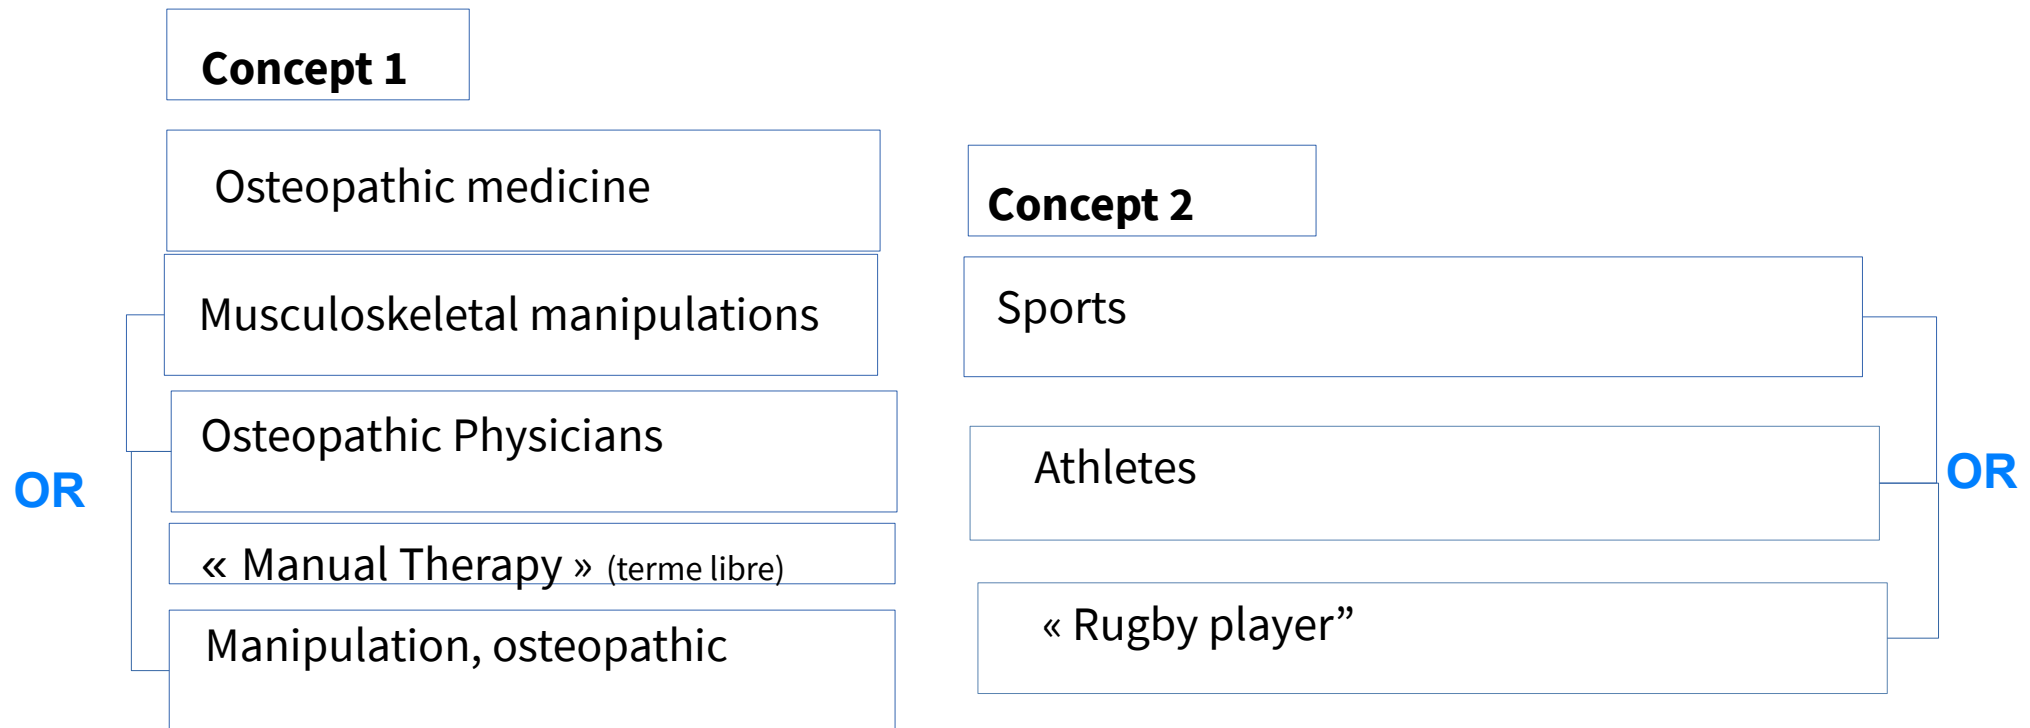 Concept 1
Osteopathic medicine
Musculoskeletal manipulations
Osteopathic Physicians
OR
« Manual Therapy » (terme libre)
Manipulation, osteopathic
Concept 2
Sports
Athletes
OR
« Rugby player”